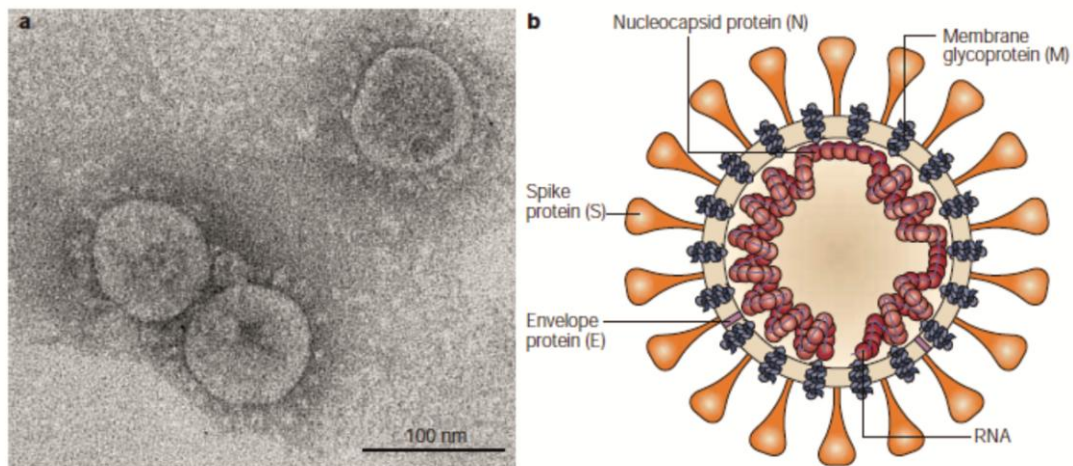 a
100 nm
b
Nucleocapsid protein (N)
Membrane
glycoprotein (M)
Spike
protein (S)
Envelope
protein (E)
RNA